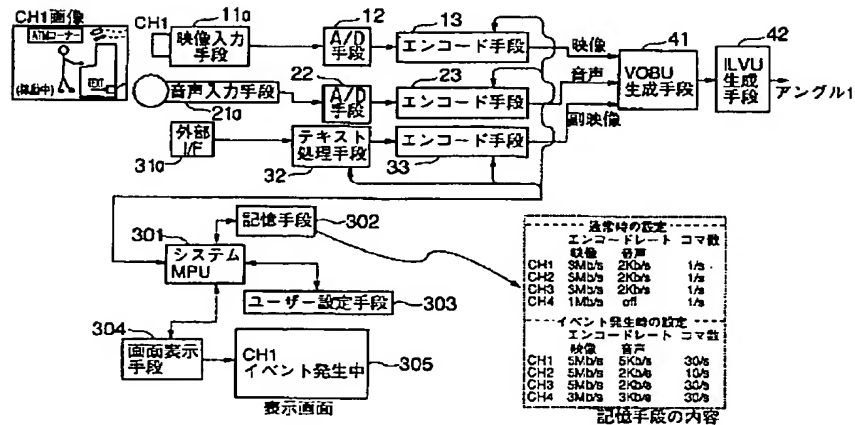 CH1画像
ATMコーナー
(録画中)
EXIT
CH1
11a
映像入力手段
12
A/D手段
13
エンコード手段
映像
41
VOBU生成手段
42
ILVU生成手段
アングル1
音声入力手段
21a
22
A/D手段
23
エンコード手段
音声
外部I/F
31a
テキスト処理手段
32
エンコード手段
33
副映像
301
システムMPU
記憶手段
302
ユーザー設定手段
303
304
画面表示手段
CH1
イベント発生中
305
表示画面
通常時の設定
エンコードレート コマ数
映像 音声
CH1 2Kb/s 1/s
CH2 5Mb/s 2Kb/s 1/s
CH3 5Mb/s 2Kb/s 1/s
CH4 1Mb/s off 1/s
イベント発生時の設定
エンコードレート コマ数
映像 音声
CH1 5Mb/s 5Kb/s 30/s
CH2 5Mb/s 2Kb/s 10/s
CH3 5Mb/s 2Kb/s 30/s
CH4 3Mb/s 3Kb/s 30/s
記憶手段の内容